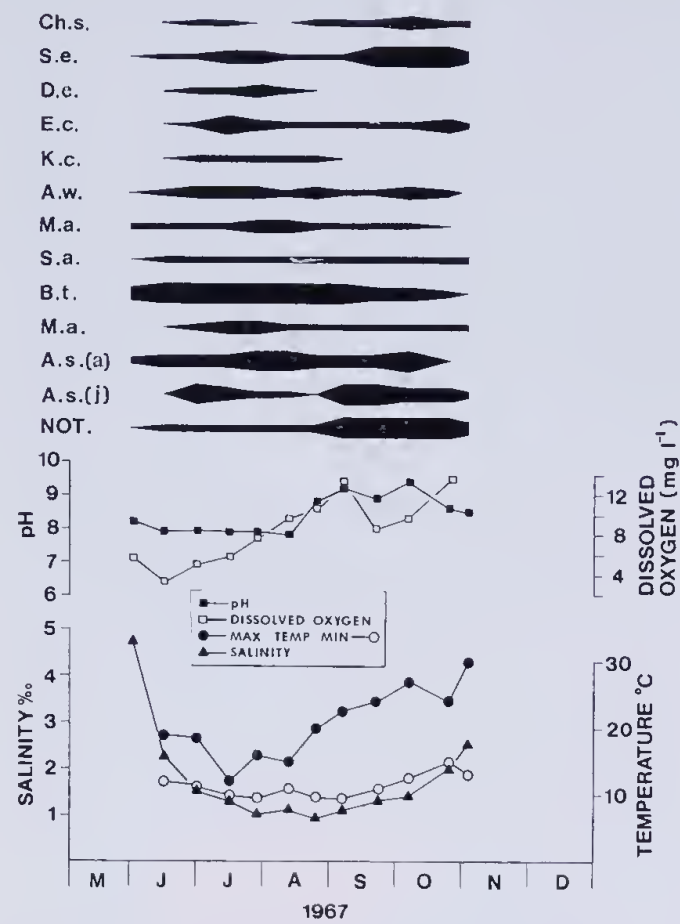 Ch.s.
S.e.
D.e.
E.c.
K.c.
A.w.
M.a.
S.a.
B.t.
M.a.
A.s.(a)
A.s.(j)
NOT.
10
9
8
7
6
pH
12
8
4
DISSOLVED
OXYGEN (mg l⁻¹)
pH
DISSOLVED OXYGEN
MAX TEMP MIN
SALINITY
5
4
3
2
1
SALINITY ‰
30
20
10
TEMPERATURE °C
M J J A S O N D
1967